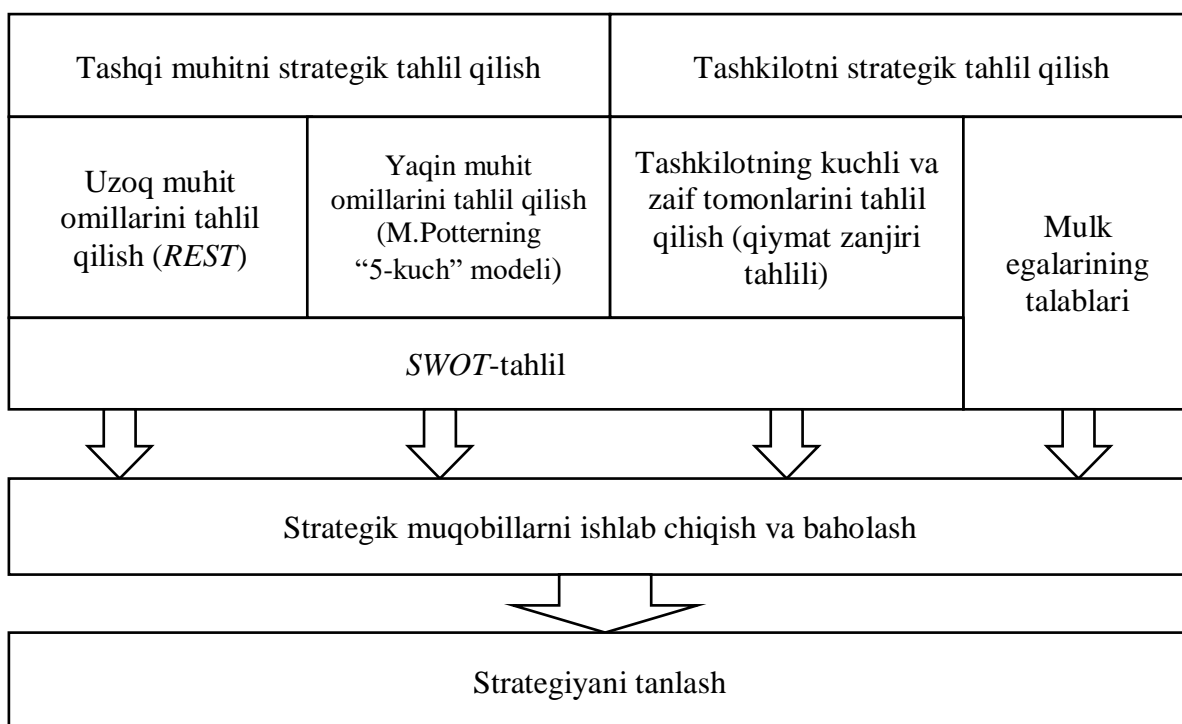 Tashqi muhitni strategik tahlil qilish
Tashkilotni strategik tahlil qilish
Uzoq muhit
omillarini tahlil
qilish (REST)
Yaqin muhit
omillarini tahlil qilish
(M.Potterning
“5-kuch” modeli)
Tashkilotning kuchli va
zaif tomonlarini tahlil
qilish (qiymat zanjiri
tahlili)
Mulk
egalarining
talablari
SWOT-tahlil
Strategik muqobillarni ishlab chiqish va baholash
Strategiyani tanlash